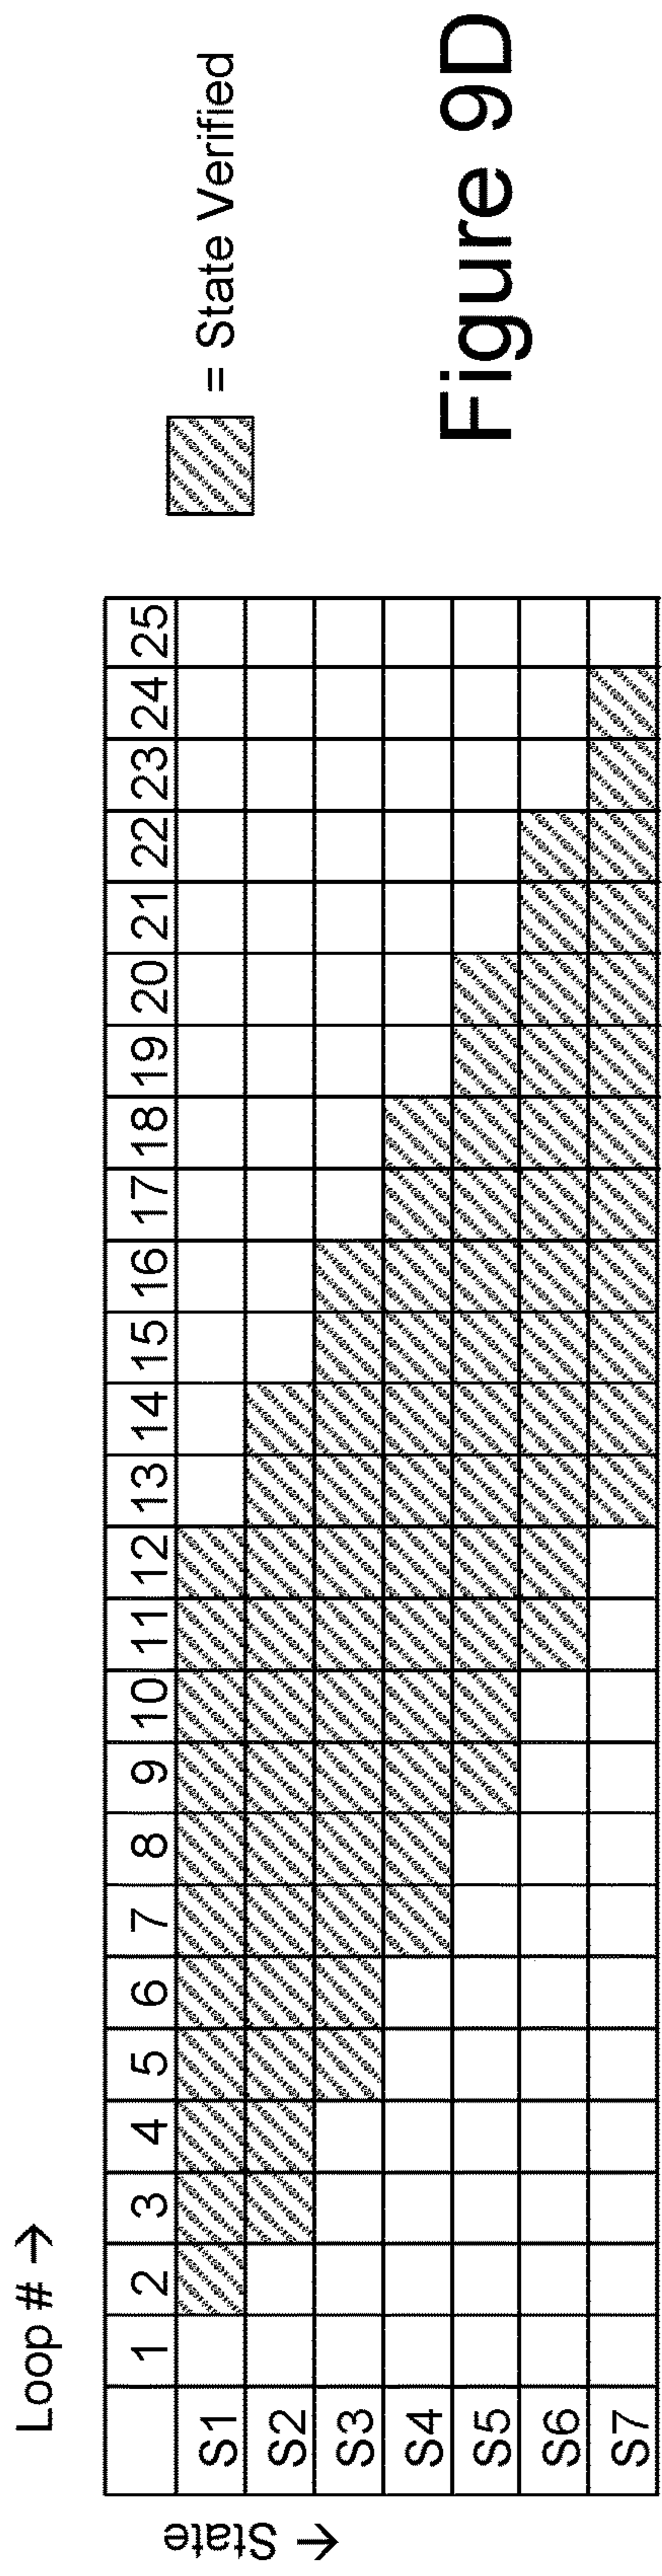 Loop # →
← State
1 2 3 4 5 6 7 8 9 10 11 12 13 14 15 16 17 18 19 20 21 22 23 24 25
S1
S2
S3
S4
S5
S6
S7
= State Verified
Figure 9D